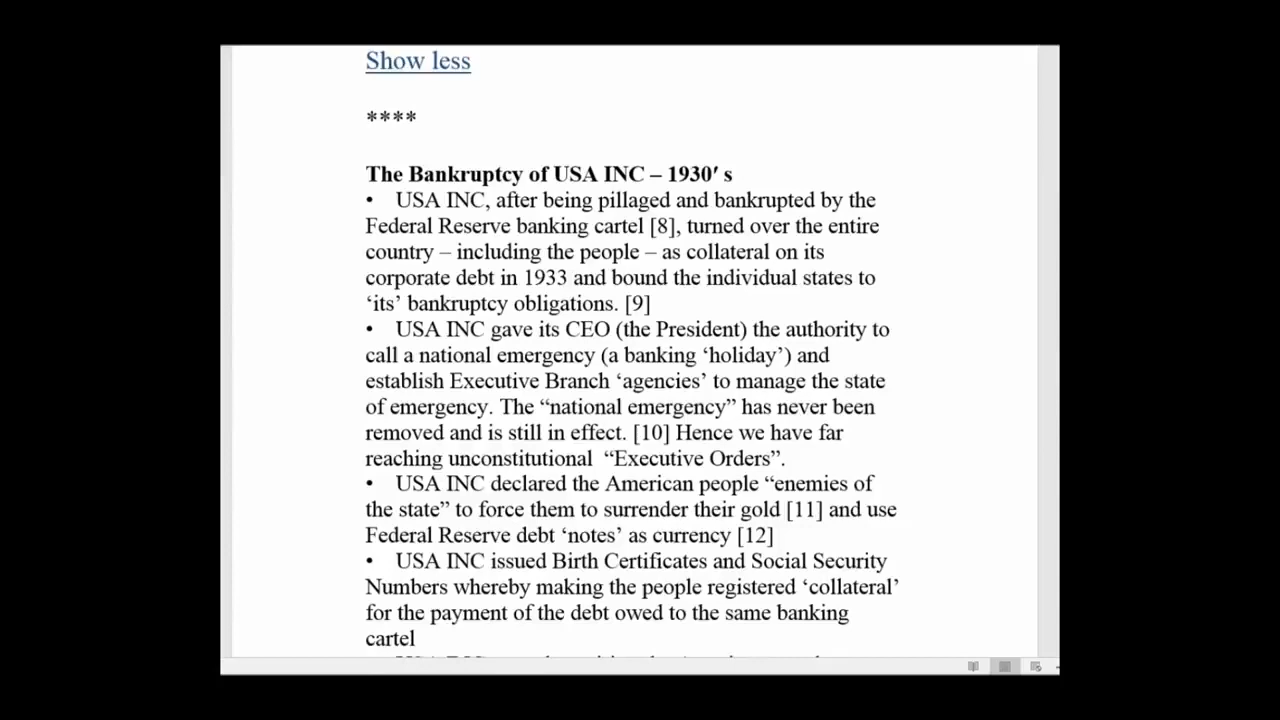 Show less
****
The Bankruptcy of USA INC – 1930′ s
• USA INC, after being pillaged and bankrupted by the
Federal Reserve banking cartel [8], turned over the entire
country – including the people – as collateral on its
corporate debt in 1933 and bound the individual states to
‘its’ bankruptcy obligations. [9]
• USA INC gave its CEO (the President) the authority to
call a national emergency (a banking ‘holiday’) and
establish Executive Branch ‘agencies’ to manage the state
of emergency. The “national emergency” has never been
removed and is still in effect. [10] Hence we have far
reaching unconstitutional “Executive Orders”.
• USA INC declared the American people “enemies of
the state” to force them to surrender their gold [11] and use
Federal Reserve debt ‘notes’ as currency [12]
• USA INC issued Birth Certificates and Social Security
Numbers whereby making the people registered ‘collateral’
for the payment of the debt owed to the same banking
cartel